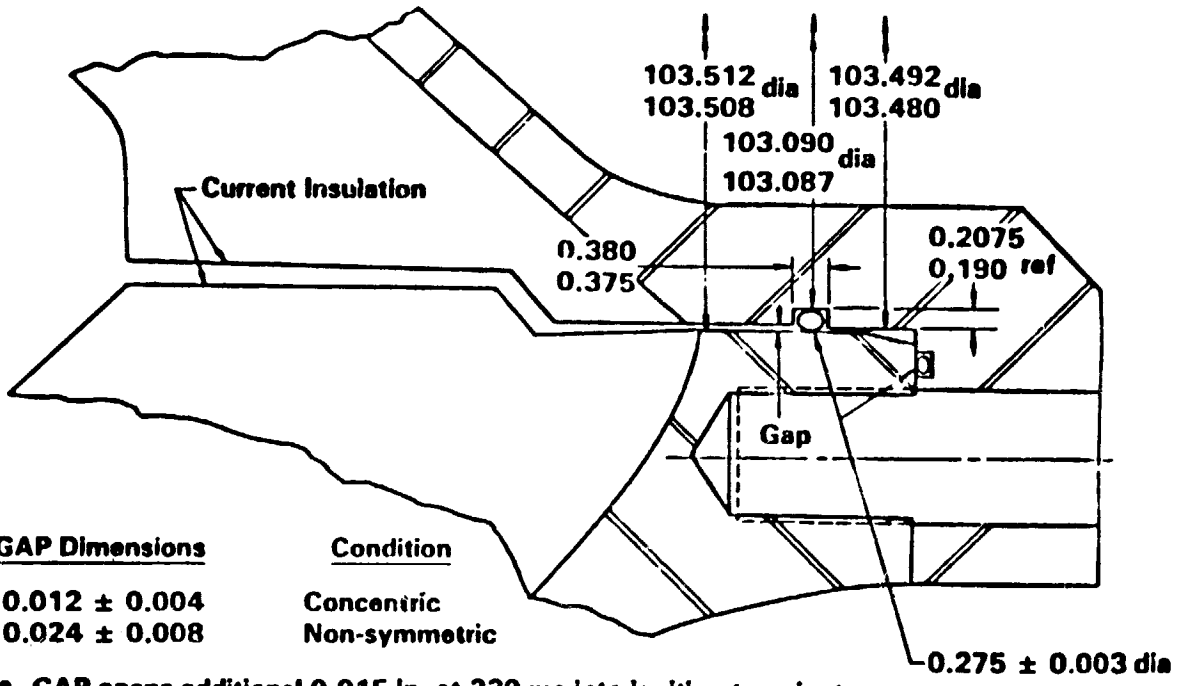 103.512 dia
103.508
103.492 dia
103.480
103.090 dia
103.087
Current Insulation
0.380
0.375
0.2075
0.190 ref
Gap
GAP Dimensions Condition
0.012 ± 0.004 Concentric
0.024 ± 0.008 Non-symmetric
0.275 ± 0.003 dia